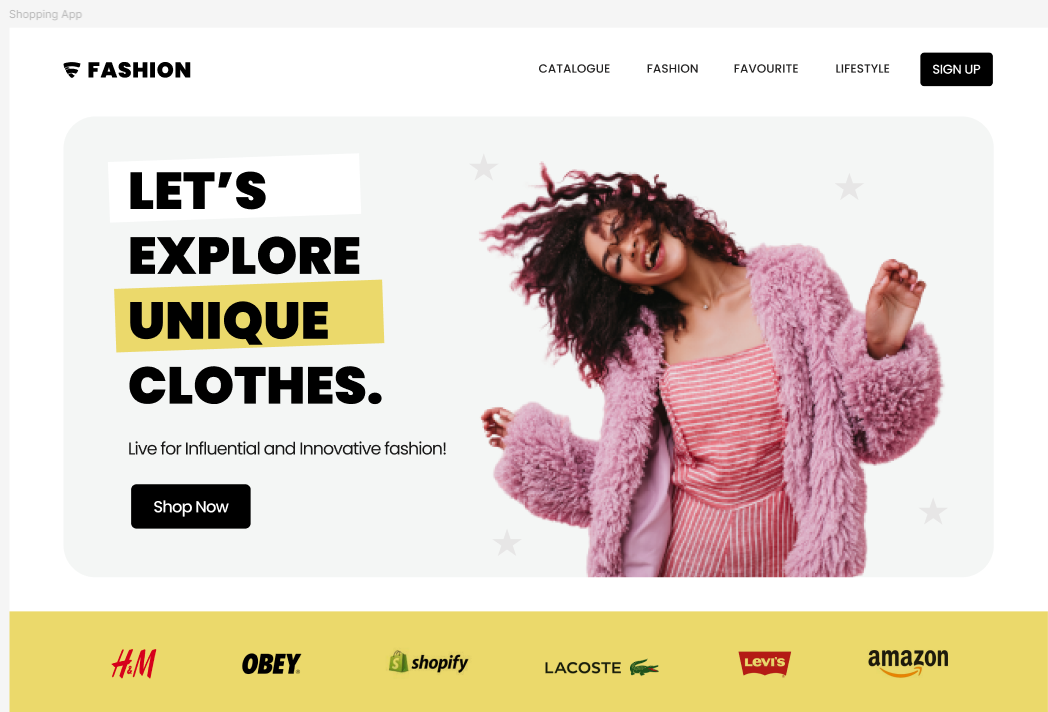 Shopping App
FASHION
CATALOGUE FASHION FAVOURITE LIFESTYLE SIGN UP
LET’S
EXPLORE
UNIQUE
CLOTHES.
Live for Influential and Innovative fashion!
Shop Now
H&M OBEY® shopify LACOSTE LEVI'S amazon